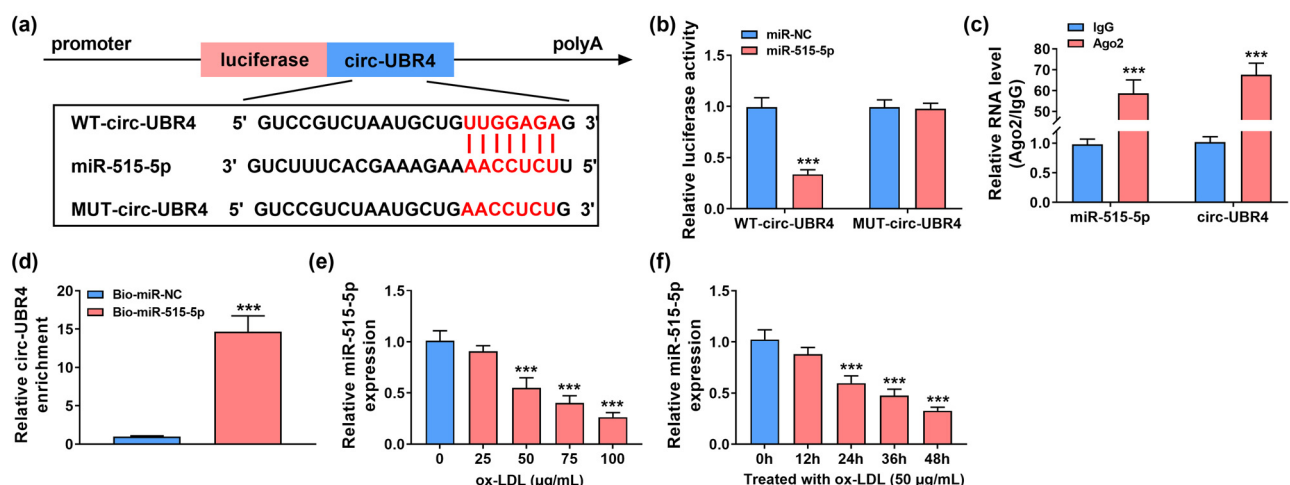 (a)
promoter
polyA
luciferase
circ-UBR4
WT-circ-UBR4 5' GUCCGUCUAAUGCUGUUGGAGAG 3'
miR-515-5p 3' GUCUUUCACGAAAGAAAACCUCUU 5'
MUT-circ-UBR4 5' GUCCGUCUAAUGCUGAACCUCUG 3'
(b)
miR-NC
miR-515-5p
Relative luciferase activity
1.5
1.0
0.5
0.0
***
WT-circ-UBR4 MUT-circ-UBR4
(c)
IgG
Ago2
Relative RNA level
(Ago2/IgG)
80
70
60
50
1.0
0.5
0.0
***
***
miR-515-5p circ-UBR4
(d)
Bio-miR-NC
Bio-miR-515-5p
Relative circ-UBR4
enrichment
20
15
10
5
0
***
(e)
Relative miR-515-5p
expression
1.5
1.0
0.5
0.0
***
***
***
0 25 50 75 100
ox-LDL (μg/mL)
(f)
Relative miR-515-5p
expression
1.5
1.0
0.5
0.0
***
***
***
0h 12h 24h 36h 48h
Treated with ox-LDL (50 μg/mL)